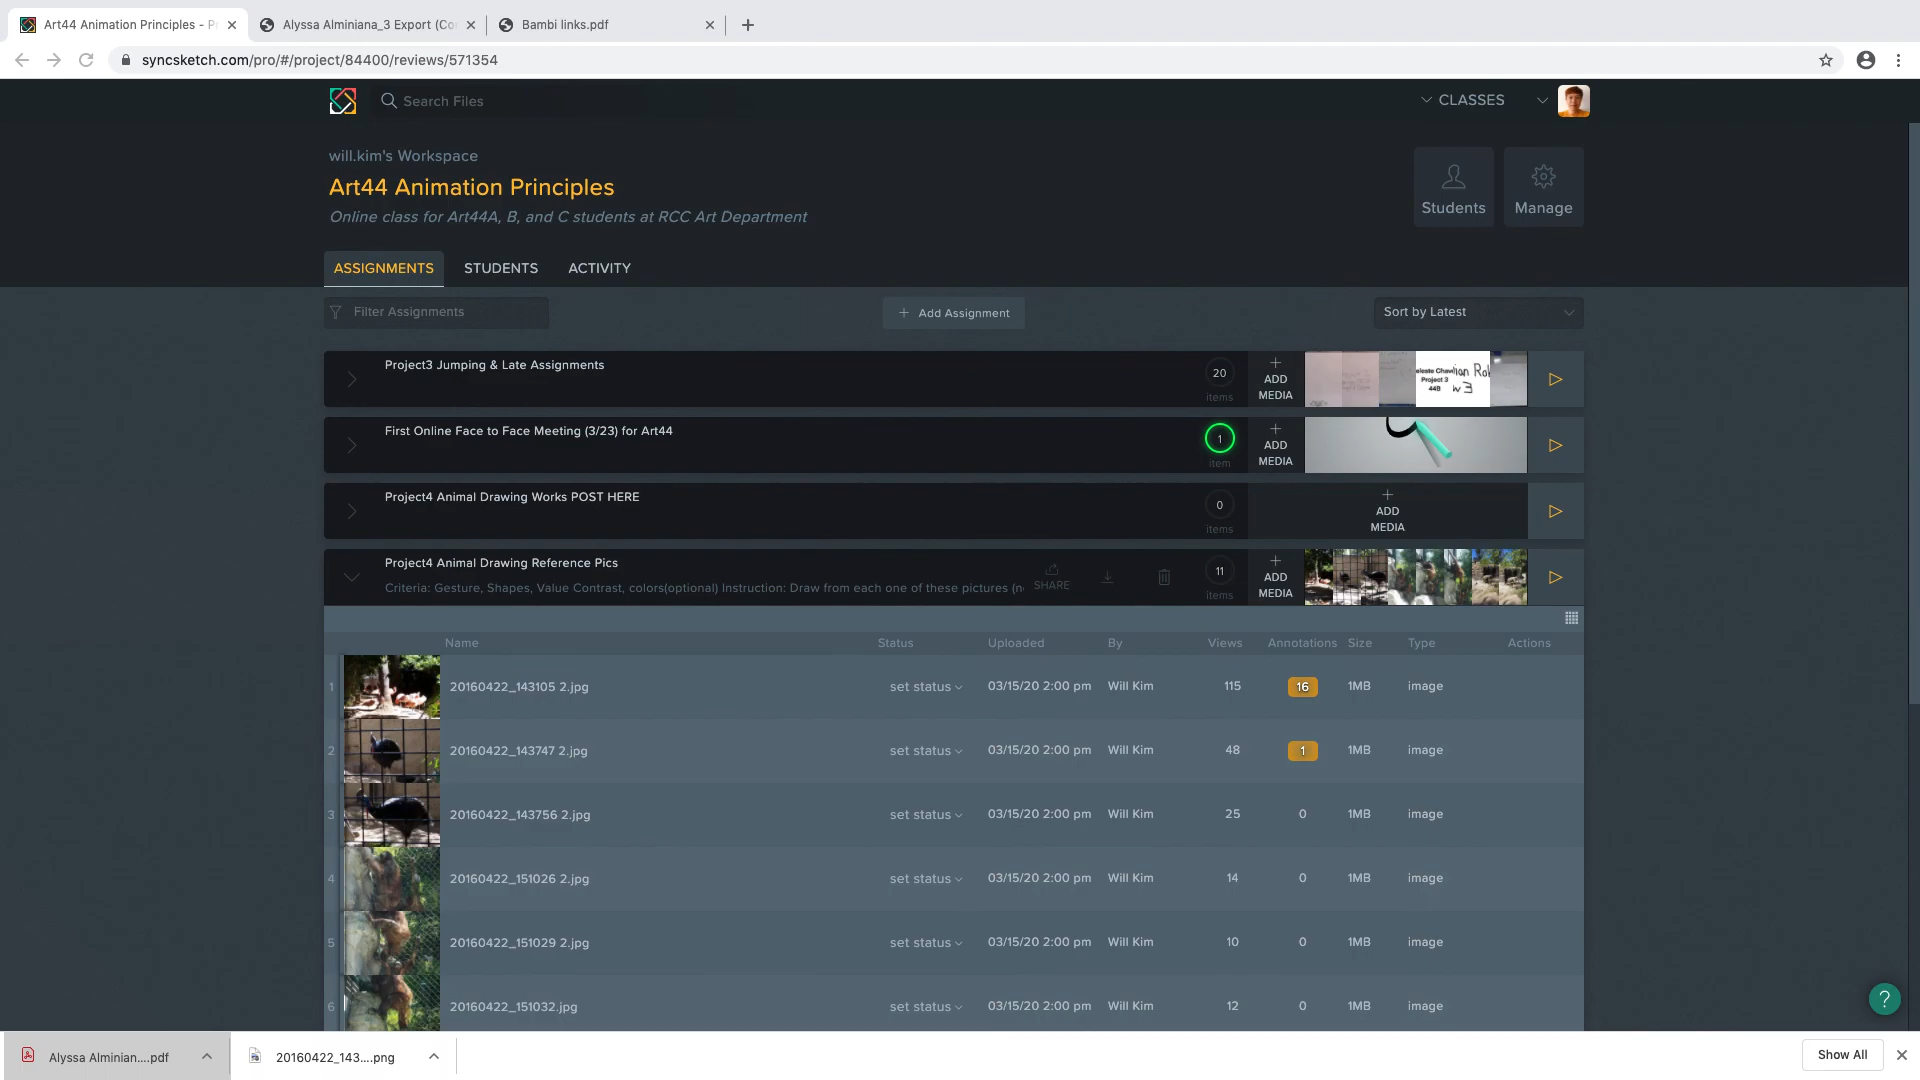 Art44 Animation Principles - P
Alyssa Alminiana_3 Export (Co
Bambi links.pdf
syncsketch.com/pro/#/project/84400/reviews/571354
Search Files
CLASSES
will.kim's Workspace
Art44 Animation Principles
Online class for Art44A, B, and C students at RCC Art Department
Students
Manage
ASSIGNMENTS STUDENTS ACTIVITY
Filter Assignments
+ Add Assignment
Sort by Latest
Project3 Jumping & Late Assignments
20
items
+
ADD
MEDIA
Project 3
44B
First Online Face to Face Meeting (3/23) for Art44
1
item
+
ADD
MEDIA
Project4 Animal Drawing Works POST HERE
0
items
+
ADD
MEDIA
Project4 Animal Drawing Reference Pics
Criteria: Gesture, Shapes, Value Contrast, colors(optional) Instruction: Draw from each one of these pictures (n
SHARE
11
items
+
ADD
MEDIA
Name Status Uploaded By Views Annotations Size Type Actions
1 20160422_143105 2.jpg set status 03/15/20 2:00 pm Will Kim 115 16 1MB image
2 20160422_143747 2.jpg set status 03/15/20 2:00 pm Will Kim 48 1 1MB image
3 20160422_143756 2.jpg set status 03/15/20 2:00 pm Will Kim 25 0 1MB image
4 20160422_151026 2.jpg set status 03/15/20 2:00 pm Will Kim 14 0 1MB image
5 20160422_151029 2.jpg set status 03/15/20 2:00 pm Will Kim 10 0 1MB image
6 20160422_151032.jpg set status 03/15/20 2:00 pm Will Kim 12 0 1MB image
?
Alyssa Alminian....pdf
20160422_143....png
Show All